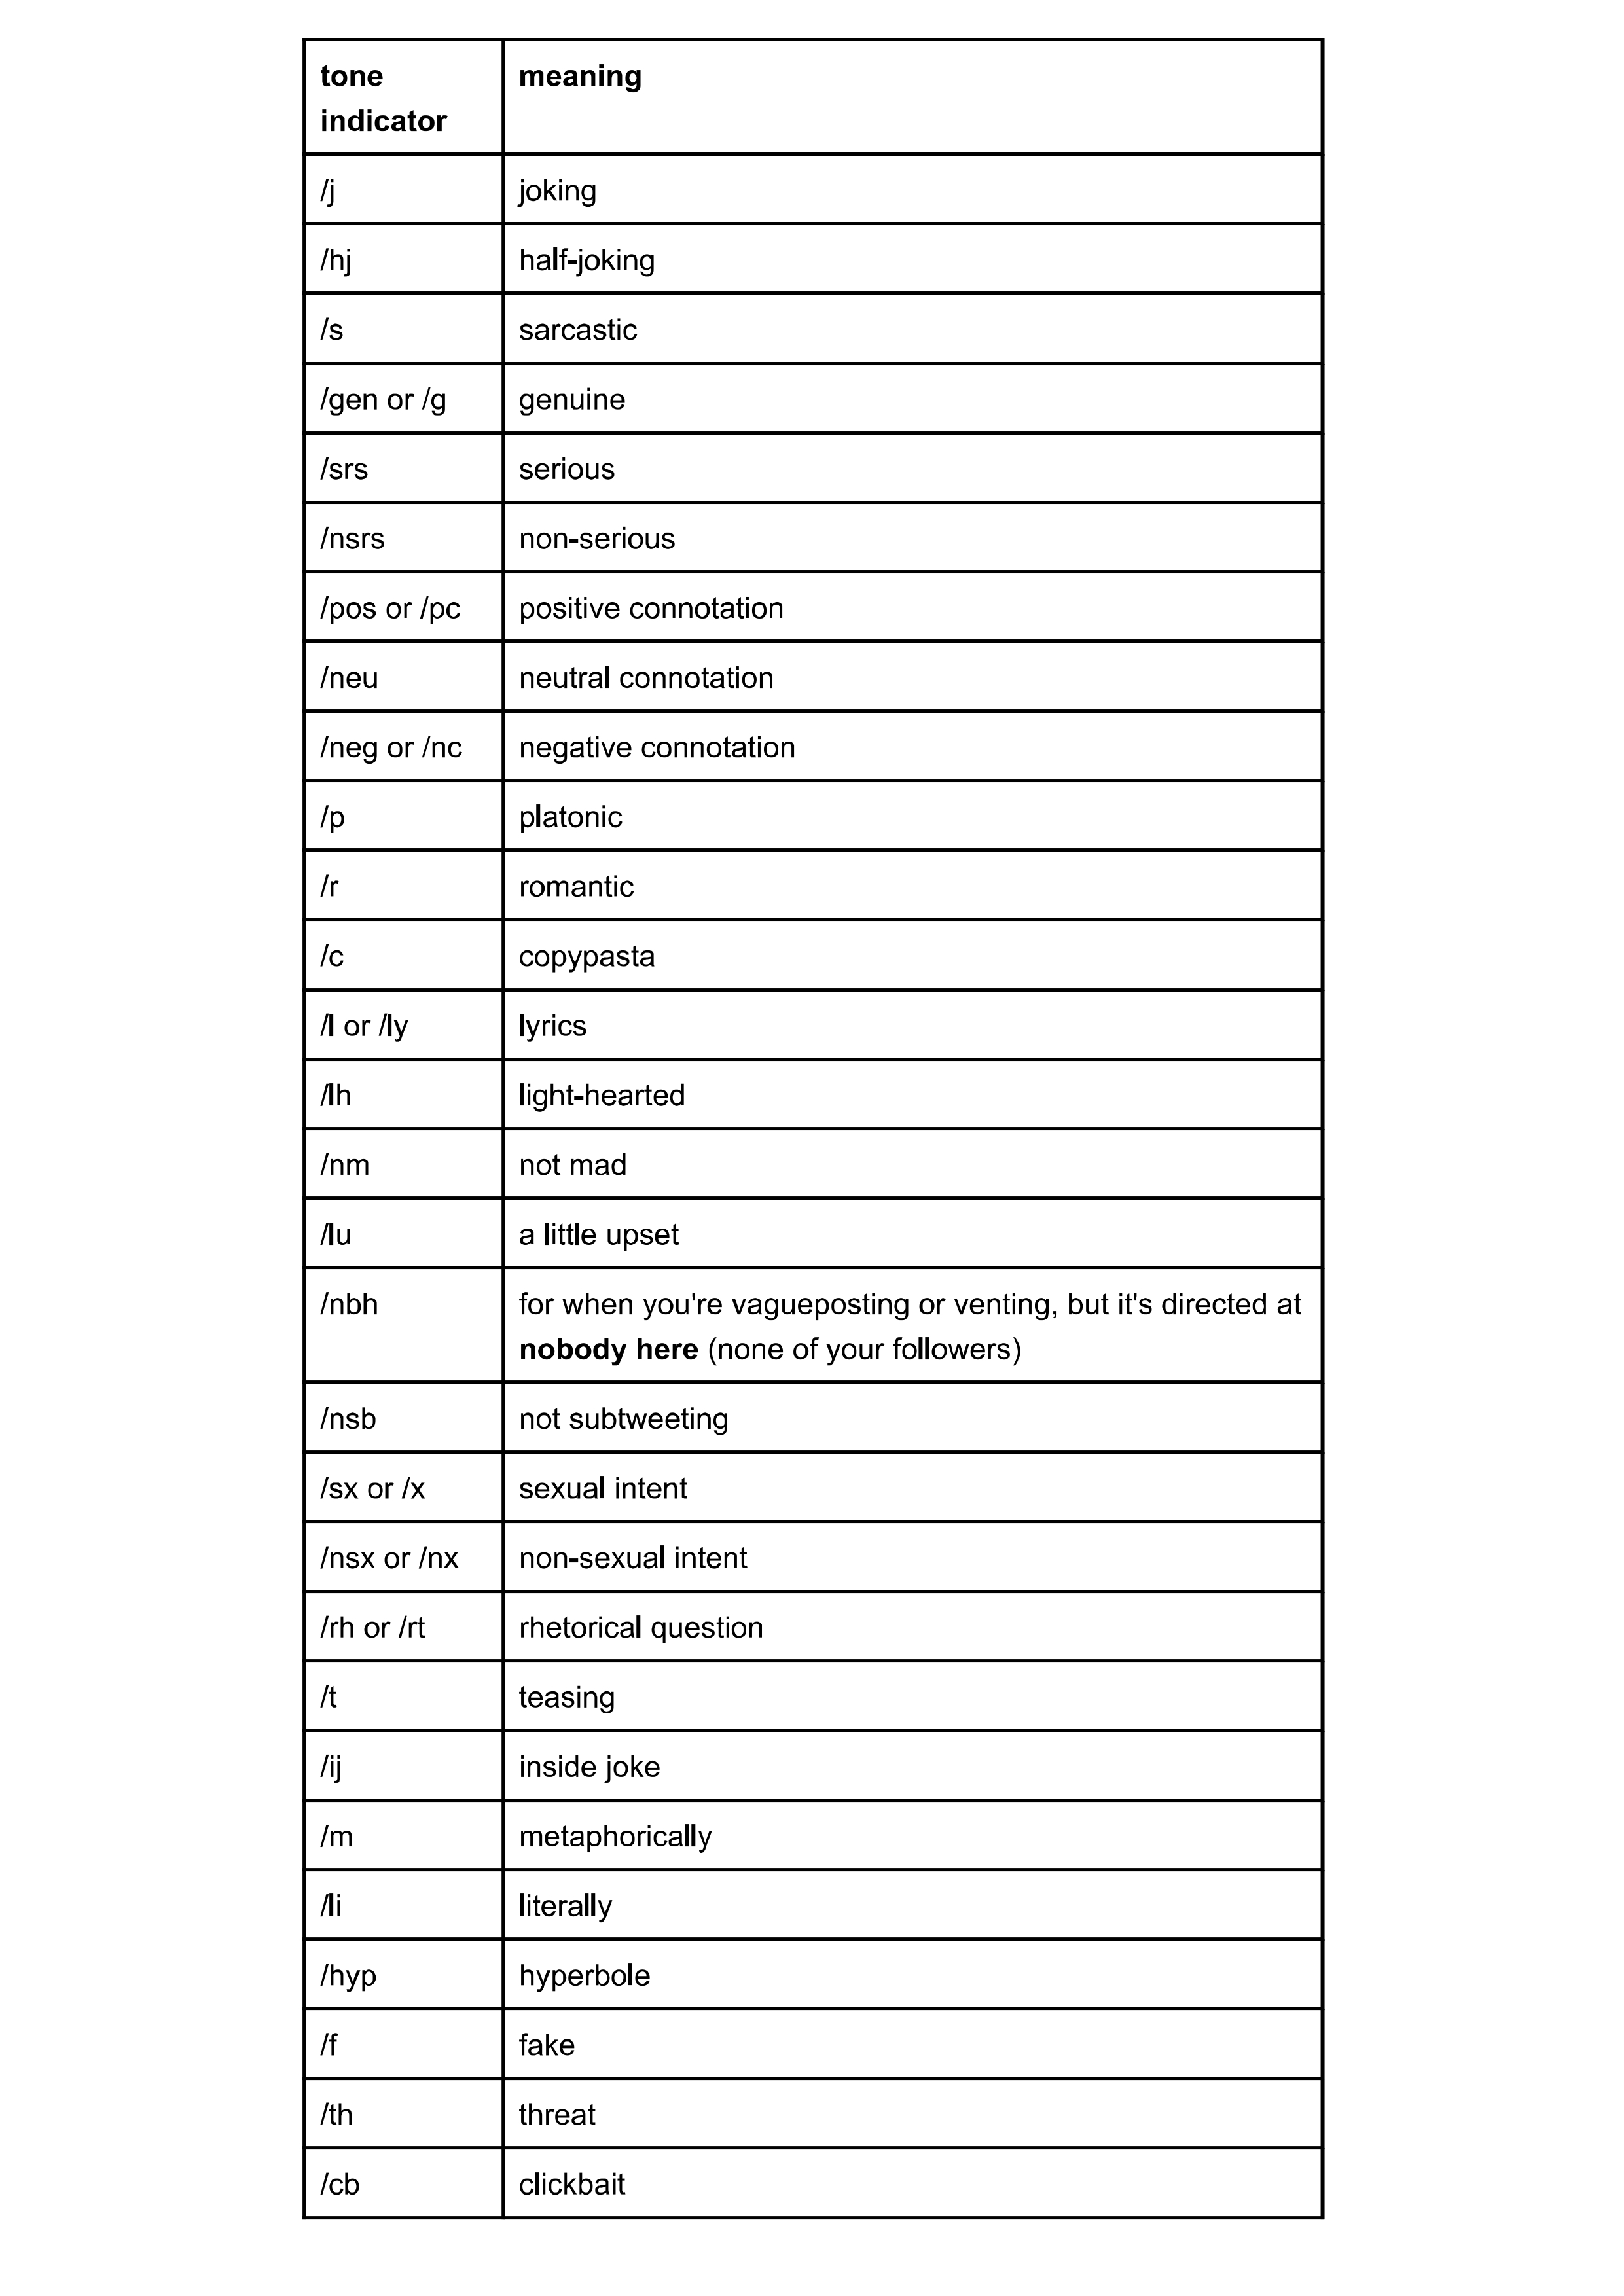 tone indicator meaning
/j joking
/hj half-joking
/s sarcastic
/gen or /g genuine
/srs serious
/nsrs non-serious
/pos or /pc positive connotation
/neu neutral connotation
/neg or /nc negative connotation
/p platonic
/r romantic
/c copypasta
/l or /ly lyrics
/lh light-hearted
/nm not mad
/lu a little upset
/nbh for when you're vagueposting or venting, but it's directed at
nobody here (none of your followers)
/nsb not subtweeting
/sx or /x sexual intent
/nsx or /nx non-sexual intent
/rh or /rt rhetorical question
/t teasing
/ij inside joke
/m metaphorically
/li literally
/hyp hyperbole
/f fake
/th threat
/cb clickbait